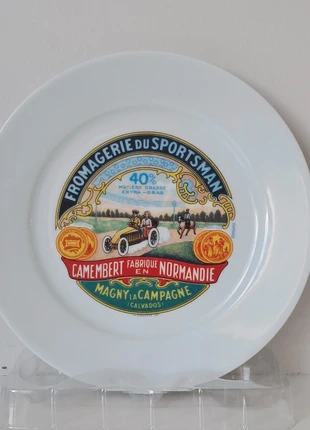 FROMAGERIE DU SPORTSMAN
40%
MATIÈRE GRASSE
EXTRA-GRAS
CAMEMBERT FABRIQUÉ EN NORMANDIE
MAGNY LA CAMPAGNE
(CALVADOS)